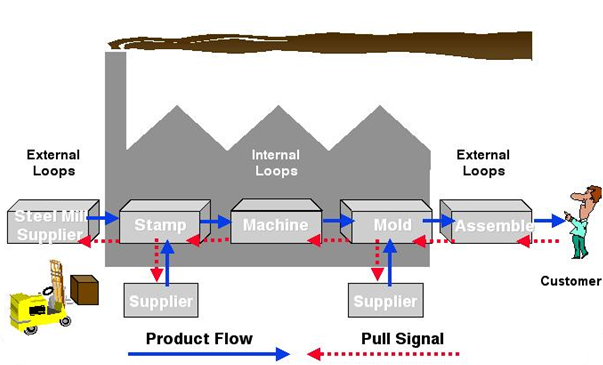 External
Loops
Internal
Loops
External
Loops
Steel Mill
Supplier
Stamp
Machine
Mold
Assemble
Customer
Supplier
Supplier
Product Flow
Pull Signal